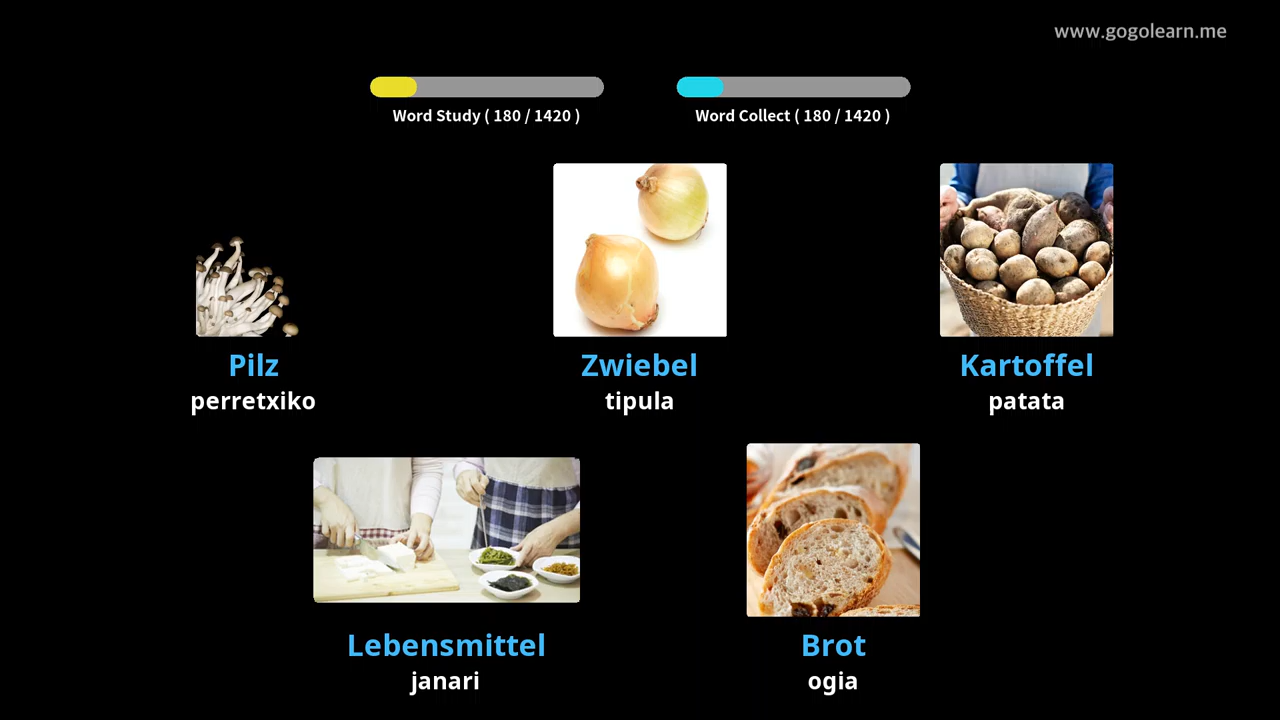 www.gogolearn.me
Word Study ( 180 / 1420 )
Word Collect ( 180 / 1420 )
Pilz
perretxiko
Zwiebel
tipula
Kartoffel
patata
Lebensmittel
janari
Brot
ogia